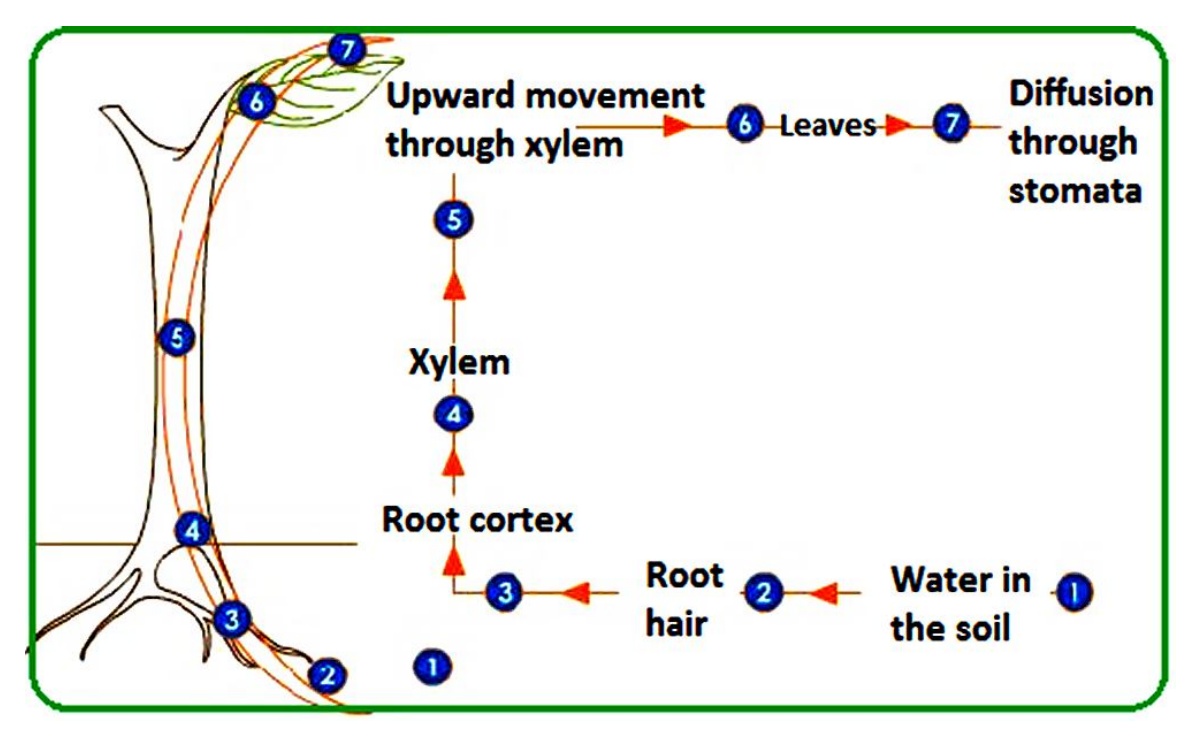 7
6
Upward movement
through xylem
6
Leaves
7
Diffusion
through
stomata
5
5
Xylem
4
4
Root cortex
3
3
Root
hair
2
Water in
the soil
1
2
1